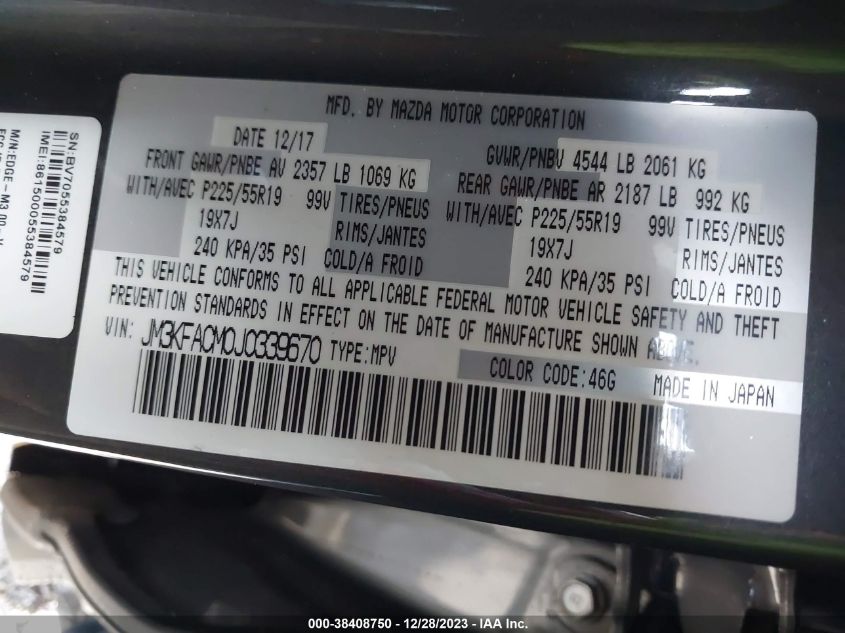 MFD. BY MAZDA MOTOR CORPORATION
DATE 12/17
GVWR/PNBV 4544 LB 2061 KG
FRONT GAWR/PNBE AV 2357 LB 1069 KG
REAR GAWR/PNBE AR 2187 LB 992 KG
WITH/AVEC P225/55R19 99V TIRES/PNEUS
19X7J RIMS/JANTES
240 KPA/35 PSI COLD/A FROID
WITH/AVEC P225/55R19 99V TIRES/PNEUS
19X7J RIMS/JANTES
240 KPA/35 PSI COLD/A FROID
THIS VEHICLE CONFORMS TO ALL APPLICABLE FEDERAL MOTOR VEHICLE SAFETY AND THEFT
PREVENTION STANDARDS IN EFFECT ON THE DATE OF MANUFACTURE SHOWN ABOVE.
VIN: JM3KFACM0J0339670 TYPE:MPV
COLOR CODE:46G MADE IN JAPAN
SN:BV7055384579
IMEI:861500055384579
M/N:EDGE-M3
000-38408750 - 12/28/2023 - IAA Inc.